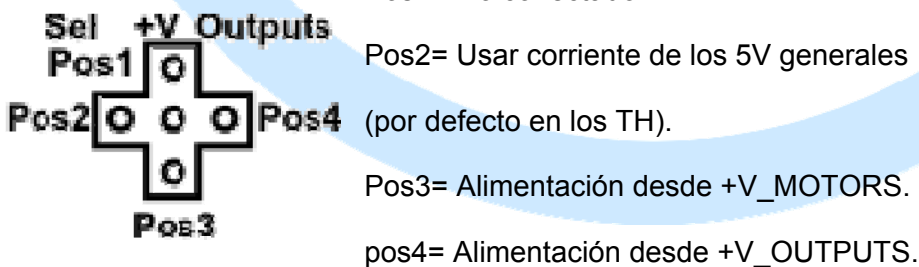 Sel +V Outputs
Pos1
Pos2
Pos4
Pos3
Pos2= Usar corriente de los 5V generales
(por defecto en los TH).
Pos3= Alimentación desde +V_MOTORS.
pos4= Alimentación desde +V_OUTPUTS.